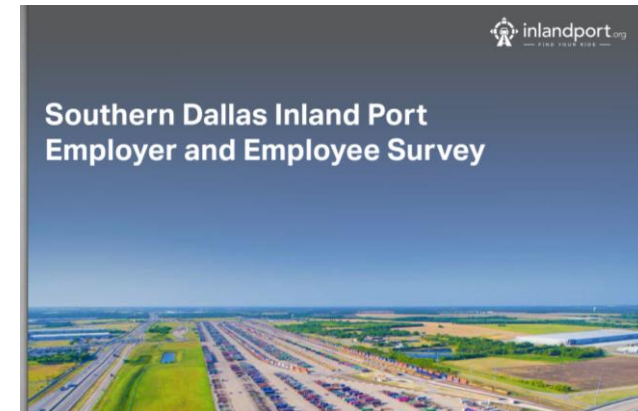 inlandport.org
FIND YOUR RIDE
Southern Dallas Inland Port
Employer and Employee Survey